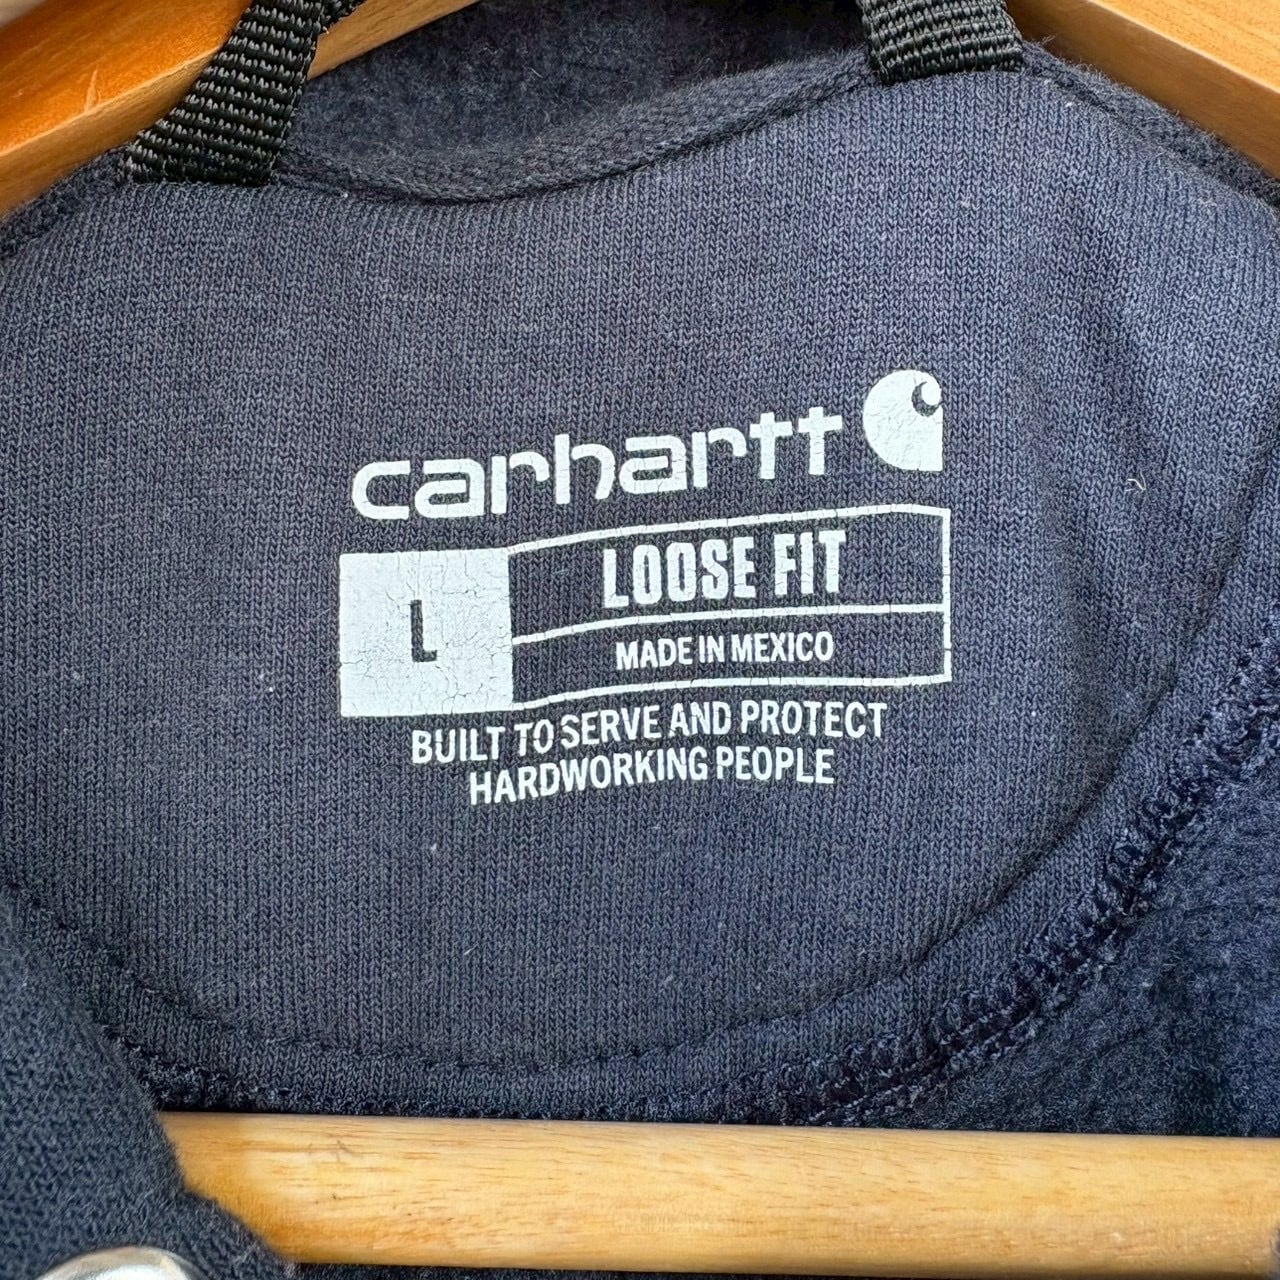 carhartt
L
LOOSE FIT
MADE IN MEXICO
BUILT TO SERVE AND PROTECT
HARDWORKING PEOPLE